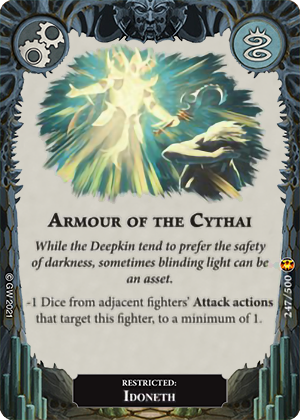 Armour of the Cythai
While the Deepkin tend to prefer the safety
of darkness, sometimes blinding light can be
an asset.
-1 Dice from adjacent fighters' Attack actions
that target this fighter, to a minimum of 1.
© GW 2021
247/500
RESTRICTED:
Idoneth